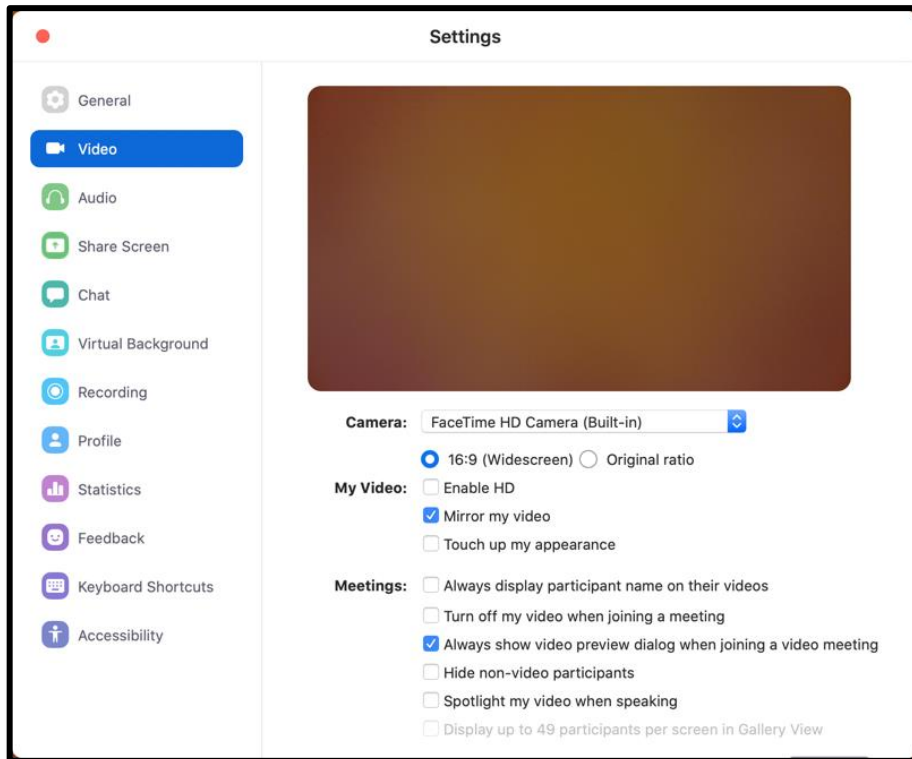 Settings
General
Video
Audio
Share Screen
Chat
Virtual Background
Recording
Profile
Statistics
Feedback
Keyboard Shortcuts
Accessibility
Camera: FaceTime HD Camera (Built-in)
16:9 (Widescreen) Original ratio
My Video: Enable HD
Mirror my video
Touch up my appearance
Meetings: Always display participant name on their videos
Turn off my video when joining a meeting
Always show video preview dialog when joining a video meeting
Hide non-video participants
Spotlight my video when speaking
Display up to 49 participants per screen in Gallery View